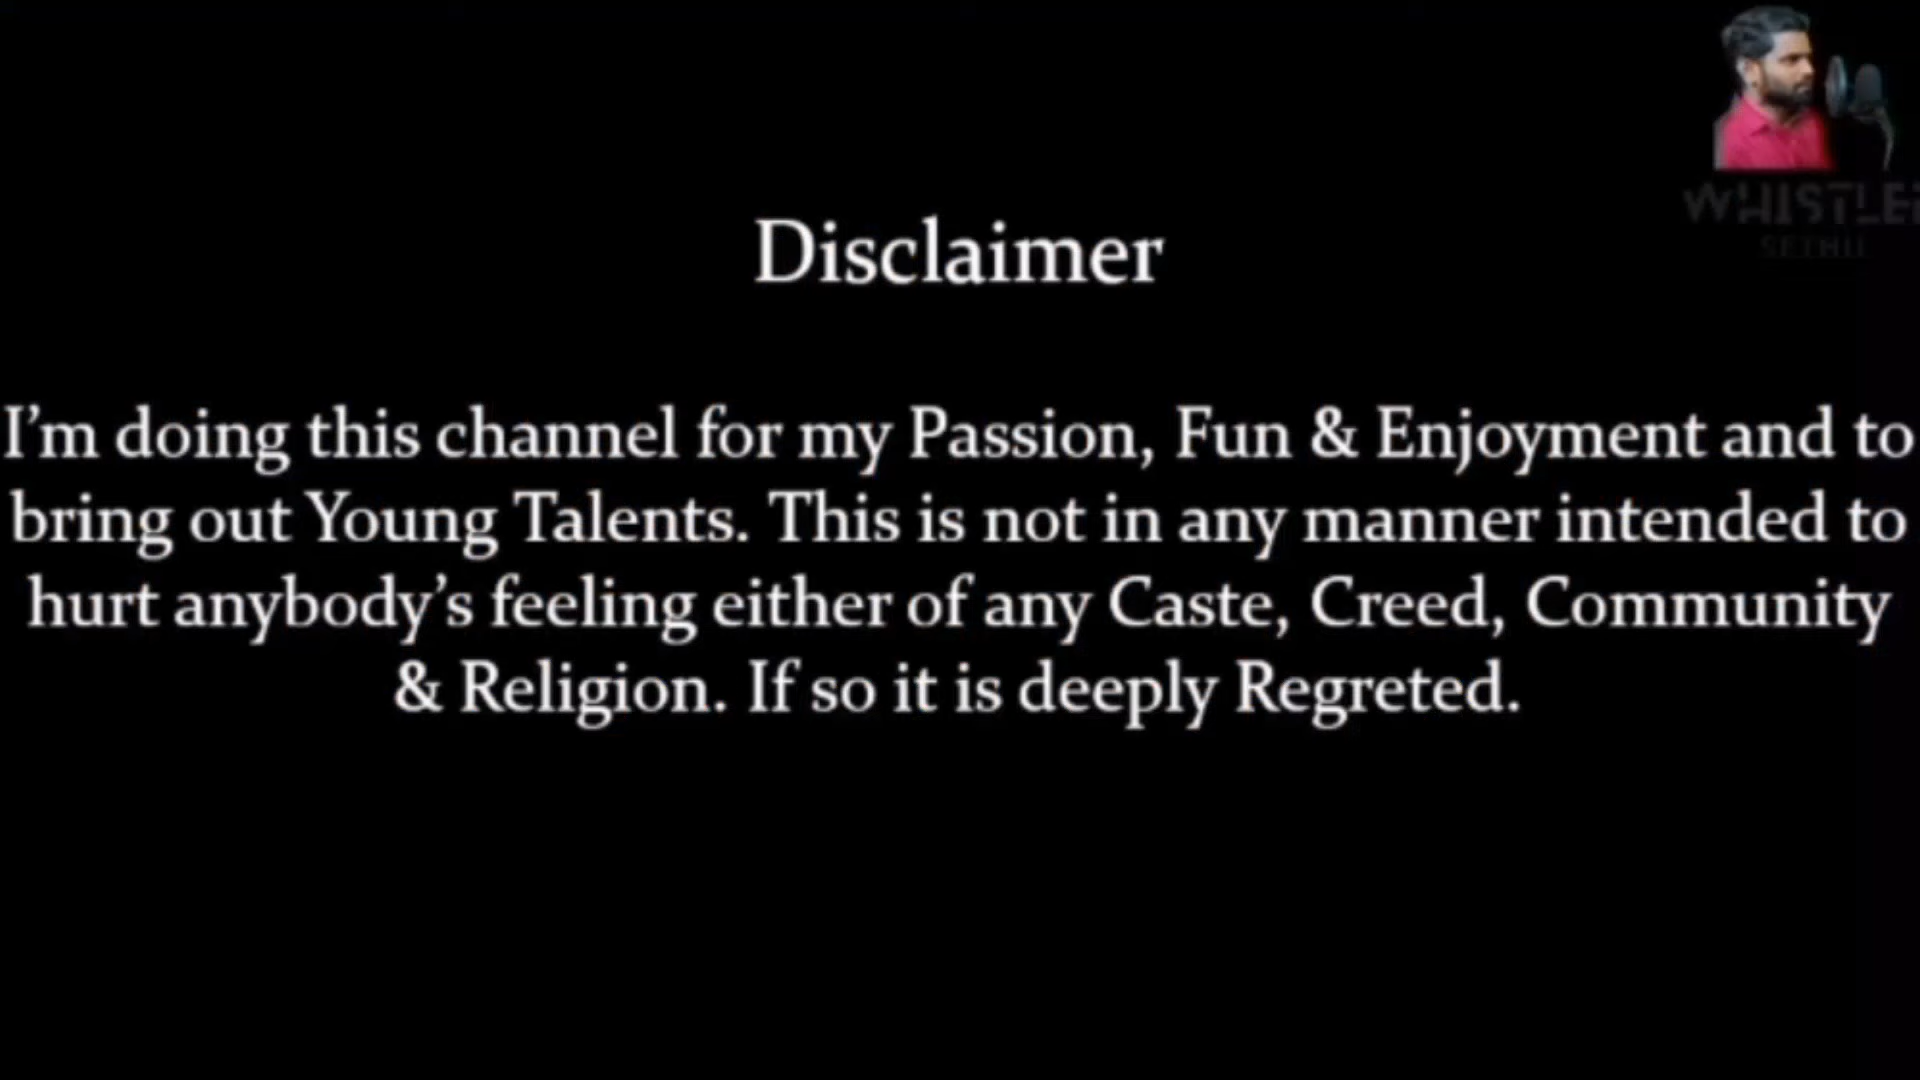 WHISTLER
SETHU
Disclaimer
I'm doing this channel for my Passion, Fun & Enjoyment and to
bring out Young Talents. This is not in any manner intended to
hurt anybody's feeling either of any Caste, Creed, Community
& Religion. If so it is deeply Regreted.